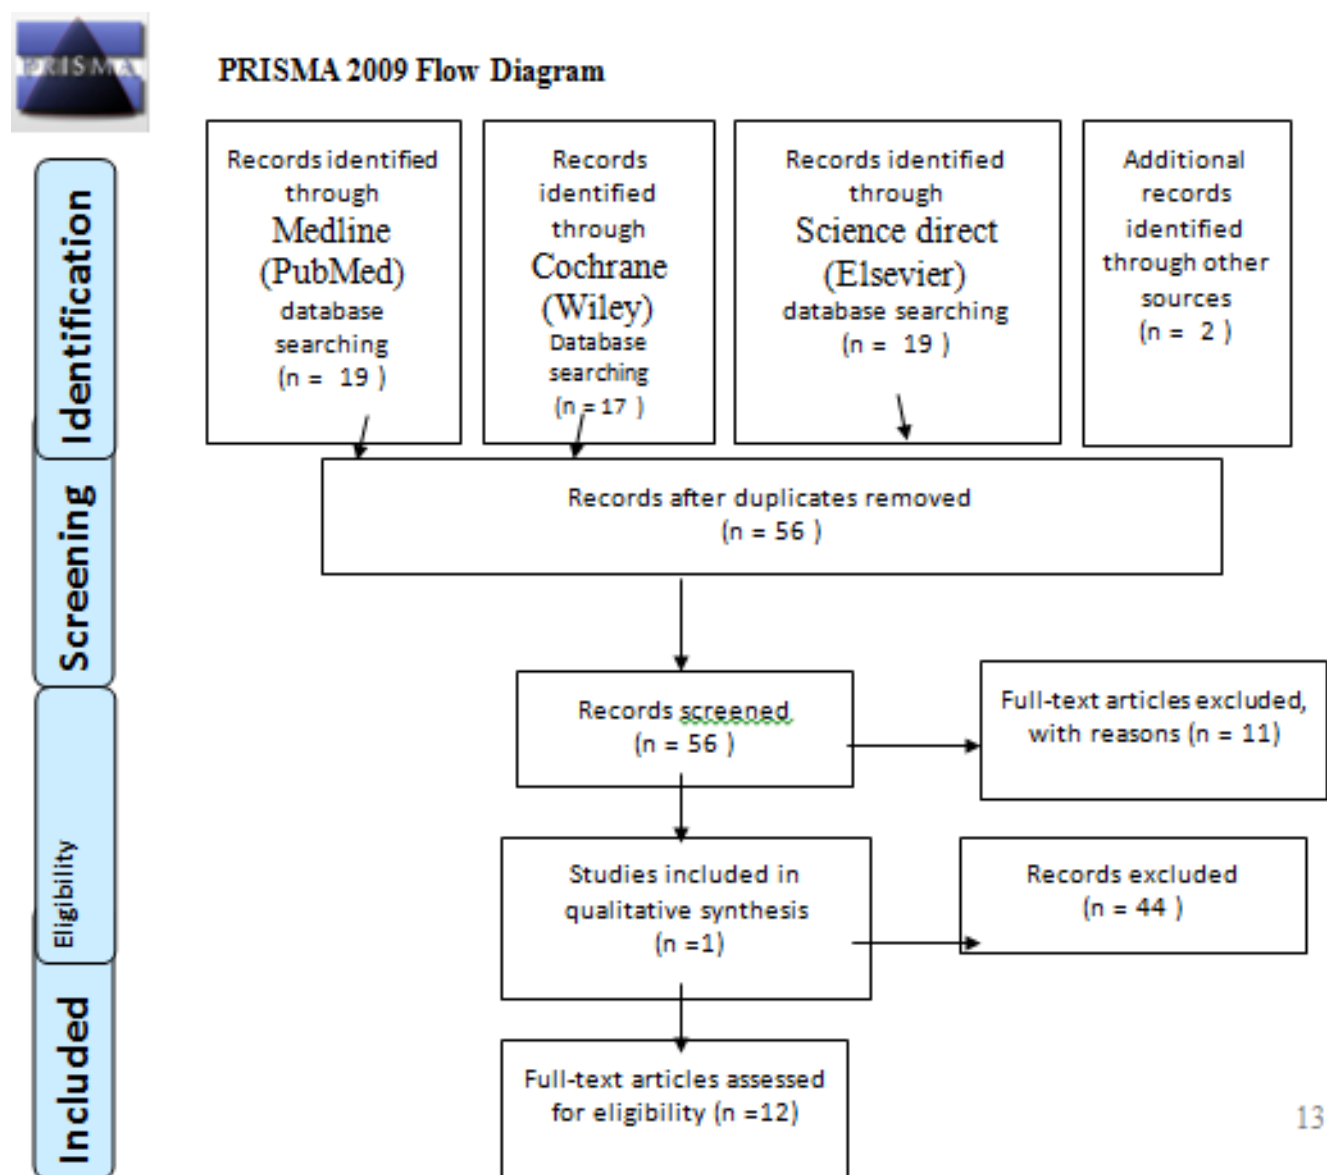 PRISMA
PRISMA 2009 Flow Diagram
Records identified
through
Medline
(PubMed)
database
searching
(n = 19 )
Records
identified
through
Cochrane
(Wiley)
Database
searching
(n =17 )
Records identified
through
Science direct
(Elsevier)
database searching
(n = 19 )
Additional
records
identified
through other
sources
(n = 2 )
Identification
Records after duplicates removed
(n = 56 )
Screening
Records screened
(n = 56 )
Full-text articles excluded,
with reasons (n = 11)
Eligibility
Studies included in
qualitative synthesis
(n =1)
Records excluded
(n = 44 )
Included
Full-text articles assessed
for eligibility (n =12)
13